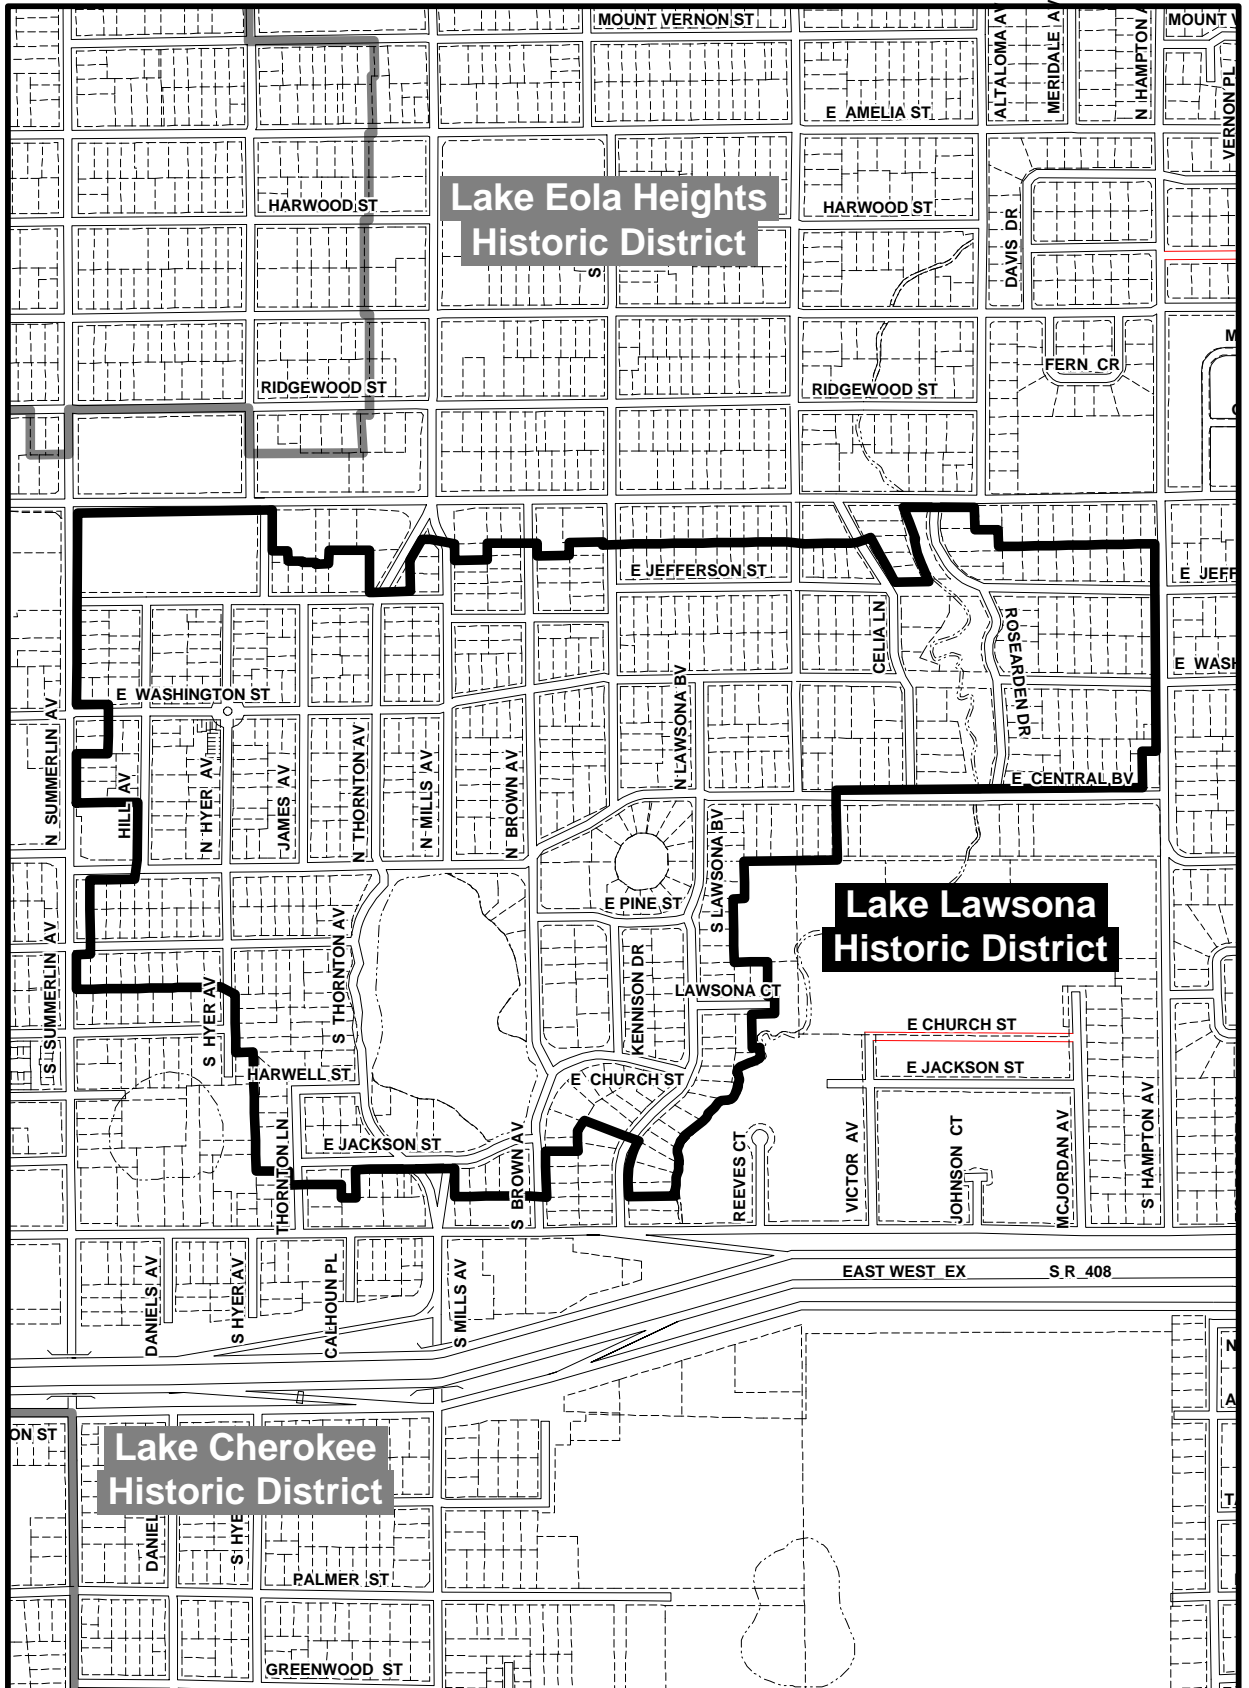 MOUNT VERNON ST
ALTALOMA AV
MERIDALE AV
N HAMPTON A
MOUNT V
VERNON PL
E AMELIA ST
Lake Eola Heights
Historic District
HARWOOD ST
HARWOOD ST
S
DAVIS DR
M
FERN CR
RIDGEWOOD ST
RIDGEWOOD ST
E JEFFERSON ST
E JEFF
CELIA LN
ROSEARDEN DR
E WASH
E WASHINGTON ST
N SUMMERLIN AV
HILL AV
N HYER AV
JAMES AV
N THORNTON AV
N MILLS AV
N BROWN AV
N LAWSONA BV
E CENTRAL BV
S LAWSONA BV
E PINE ST
Lake Lawsona
Historic District
S SUMMERLIN AV
S HYER AV
S THORNTON AV
KENNISON DR
LAWSONA CT
E CHURCH ST
E JACKSON ST
HARWELL ST
E CHURCH ST
E JACKSON ST
THORNTON LN
S BROWN AV
REEVES CT
VICTOR AV
JOHNSON CT
MCJORDAN AV
S HAMPTON AV
DANIELS AV
S HYER AV
CALHOUN PL
S MILLS AV
EAST WEST EX
S R 408
N
A
ON ST
Lake Cherokee
Historic District
DANIEL
S HYE
T
PALMER ST
GREENWOOD ST